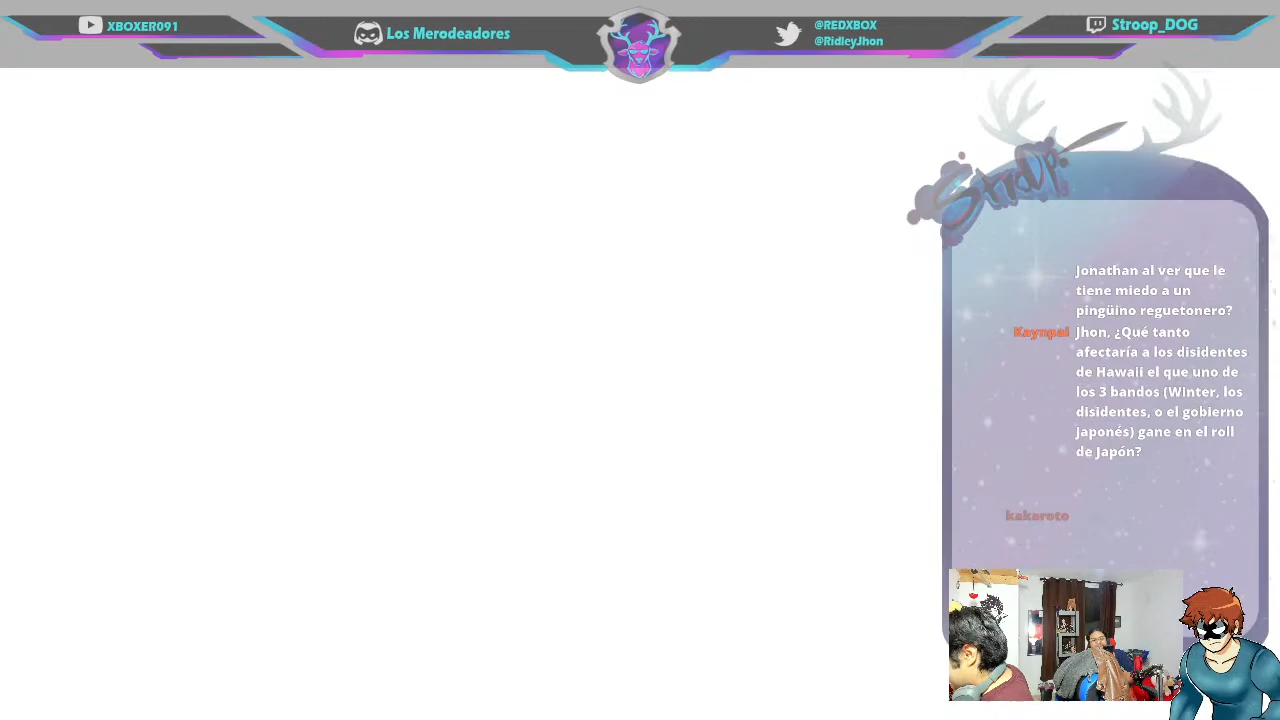 XBOXER091
Los Merodeadores
@REDXBOX
@RidleyJhon
Stroop_DOG
Stroop.
Jonathan al ver que le
tiene miedo a un
pingüino reguetonero?
Kaynpai Jhon, ¿Qué tanto
afectaría a los disidentes
de Hawaii el que uno de
los 3 bandos (Winter, los
disidentes, o el gobierno
Japonés) gane en el roll
de Japón?
kakaroto